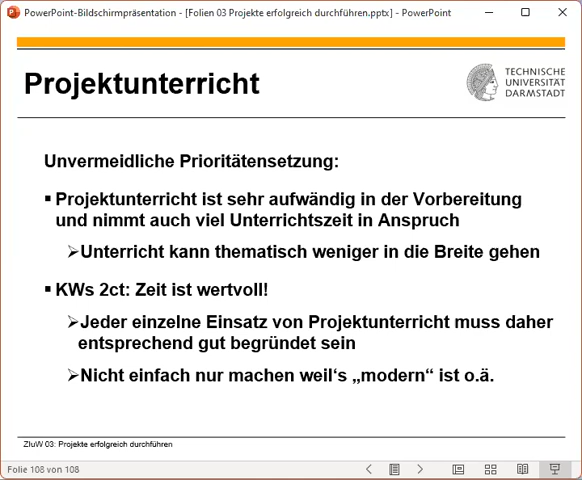 PowerPoint-Bildschirmpräsentation - [Folien 03 Projekte erfolgreich durchführen.pptx] - PowerPoint
Projektunterricht
TECHNISCHE
UNIVERSITÄT
DARMSTADT
Unvermeidliche Prioritätensetzung:
▪ Projektunterricht ist sehr aufwändig in der Vorbereitung
und nimmt auch viel Unterrichtszeit in Anspruch
➢Unterricht kann thematisch weniger in die Breite gehen
▪ KWs 2ct: Zeit ist wertvoll!
➢Jeder einzelne Einsatz von Projektunterricht muss daher
entsprechend gut begründet sein
➢Nicht einfach nur machen weil‘s „modern“ ist o.ä.
ZIuW 03: Projekte erfolgreich durchführen
Folie 108 von 108